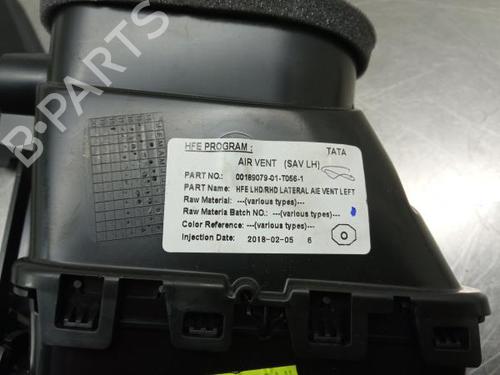 B-PARTS
HFE PROGRAM :
TATA
AIR VENT (SAV LH)
PART NO.: 00189079-01-T056-1
PART Name: HFE LHD/RHD LATERAL AIE VENT LEFT
Raw Material: ---(various types)---
Raw Materia Batch NO.: ---(various types)---
Color Reference: ---(various types)---
Injection Date: 2018-02-05 6